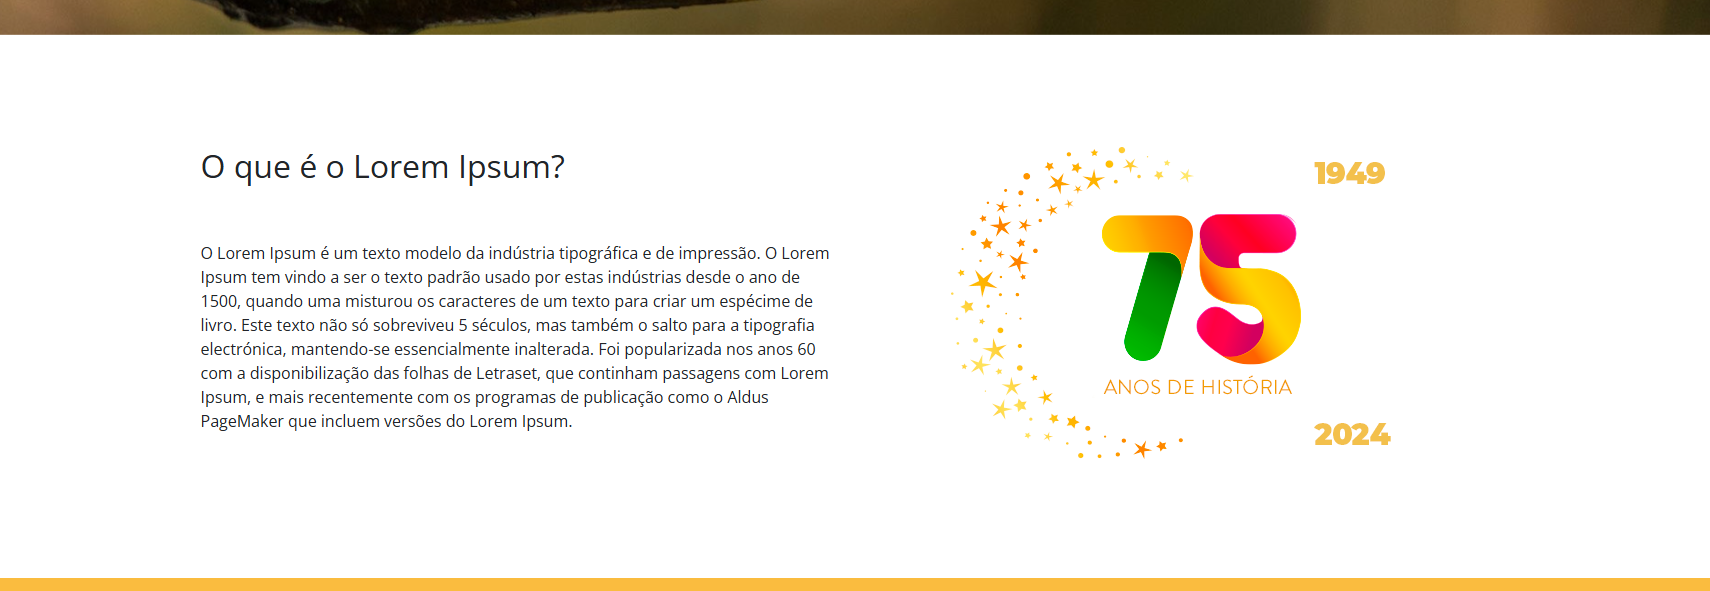 O que é o Lorem Ipsum?
O Lorem Ipsum é um texto modelo da indústria tipográfica e de impressão. O Lorem
Ipsum tem vindo a ser o texto padrão usado por estas indústrias desde o ano de
1500, quando uma misturou os caracteres de um texto para criar um espécime de
livro. Este texto não só sobreviveu 5 séculos, mas também o salto para a tipografia
electrónica, mantendo-se essencialmente inalterada. Foi popularizada nos anos 60
com a disponibilização das folhas de Letraset, que continham passagens com Lorem
Ipsum, e mais recentemente com os programas de publicação como o Aldus
PageMaker que incluem versões do Lorem Ipsum.
1949
75
ANOS DE HISTÓRIA
2024